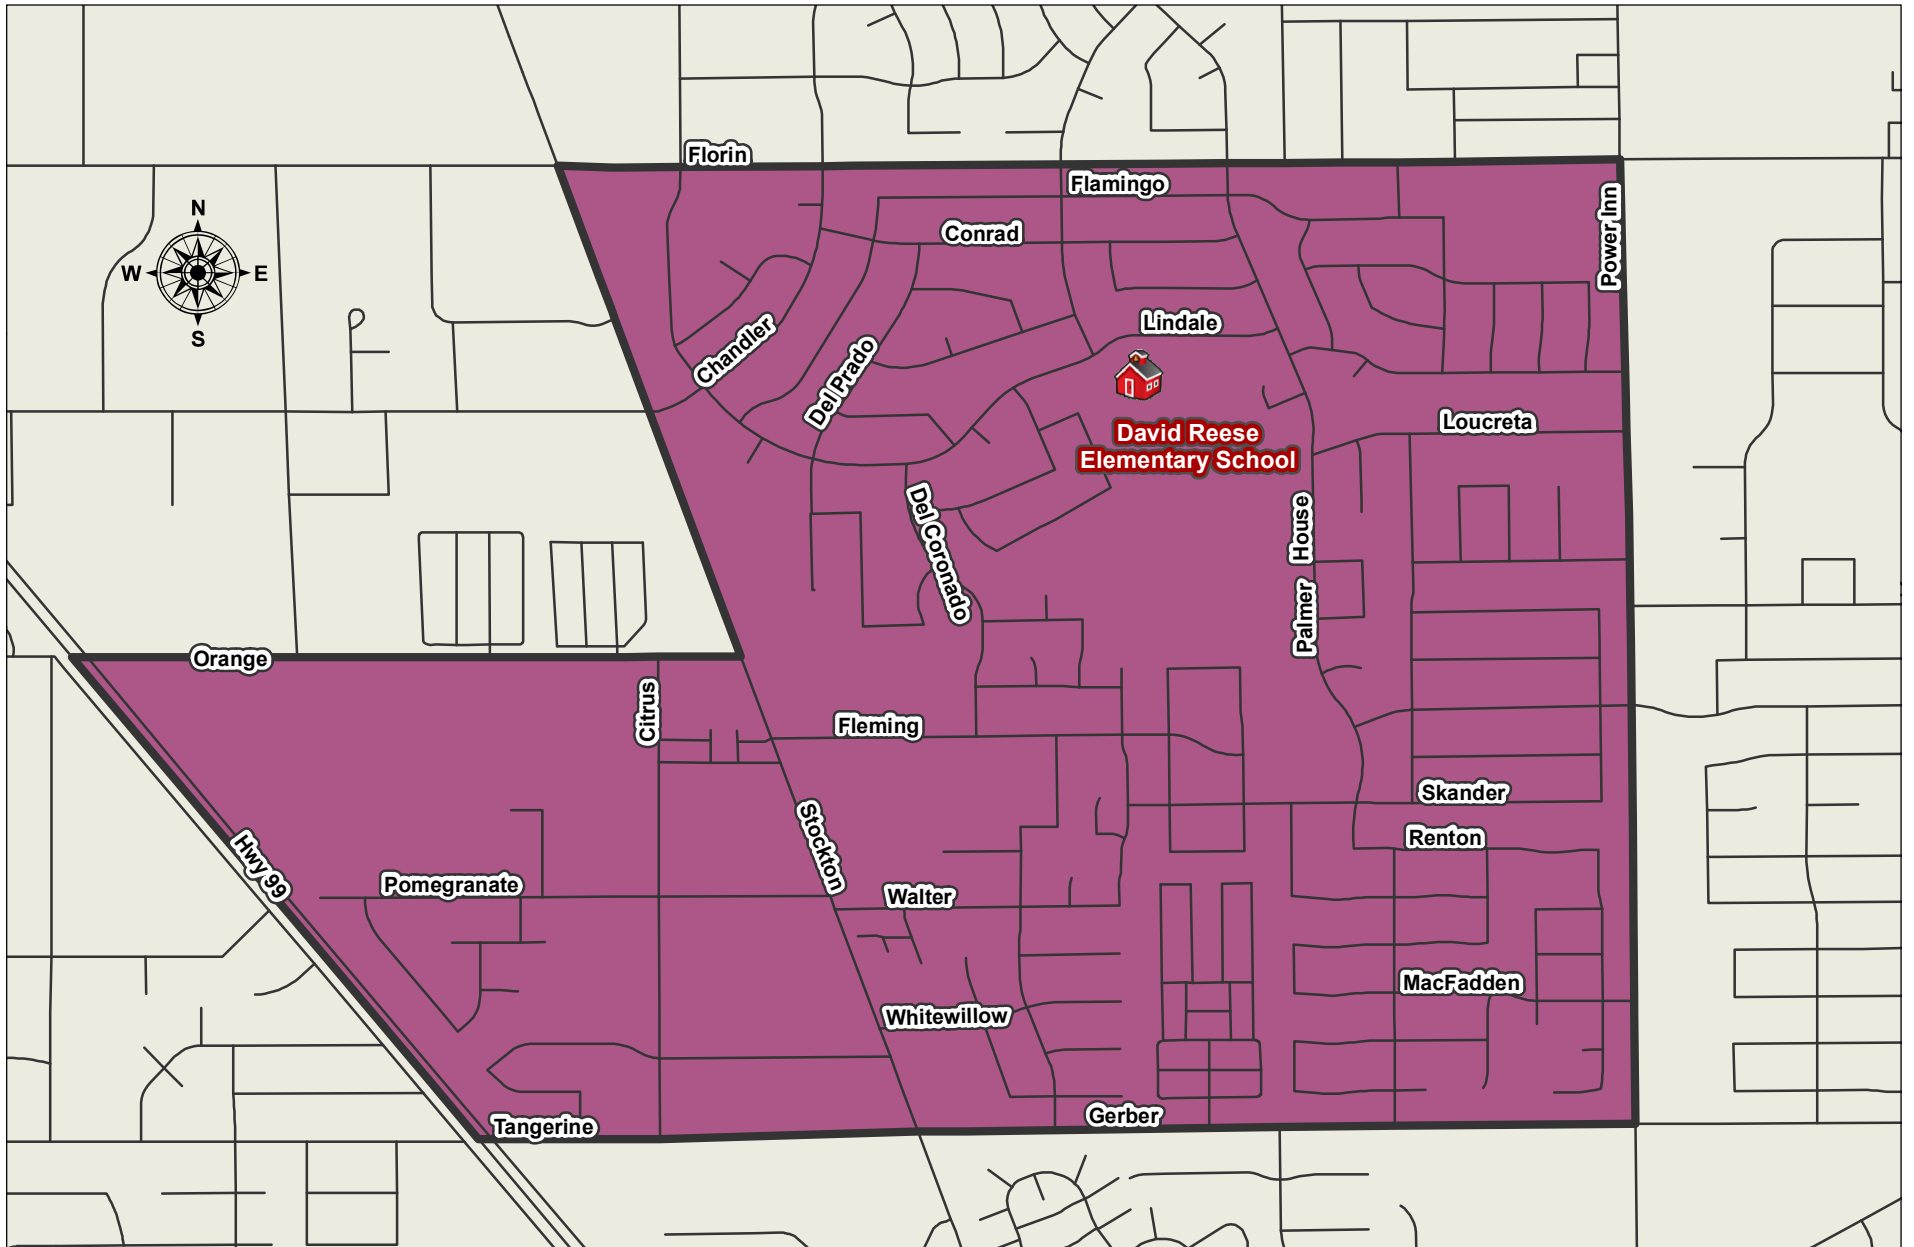 Florin
Flamingo
Power Inn
N
Conrad
W
E
Lindale
S
Chandler
Del Prado
Loucreta
David Reese
Elementary School
Del Coronado
Palmer House
Orange
Citrus
Fleming
Skander
Stockton
Renton
Hwy 99
Pomegranate
Walter
MacFadden
Whitewillow
Gerber
Tangerine